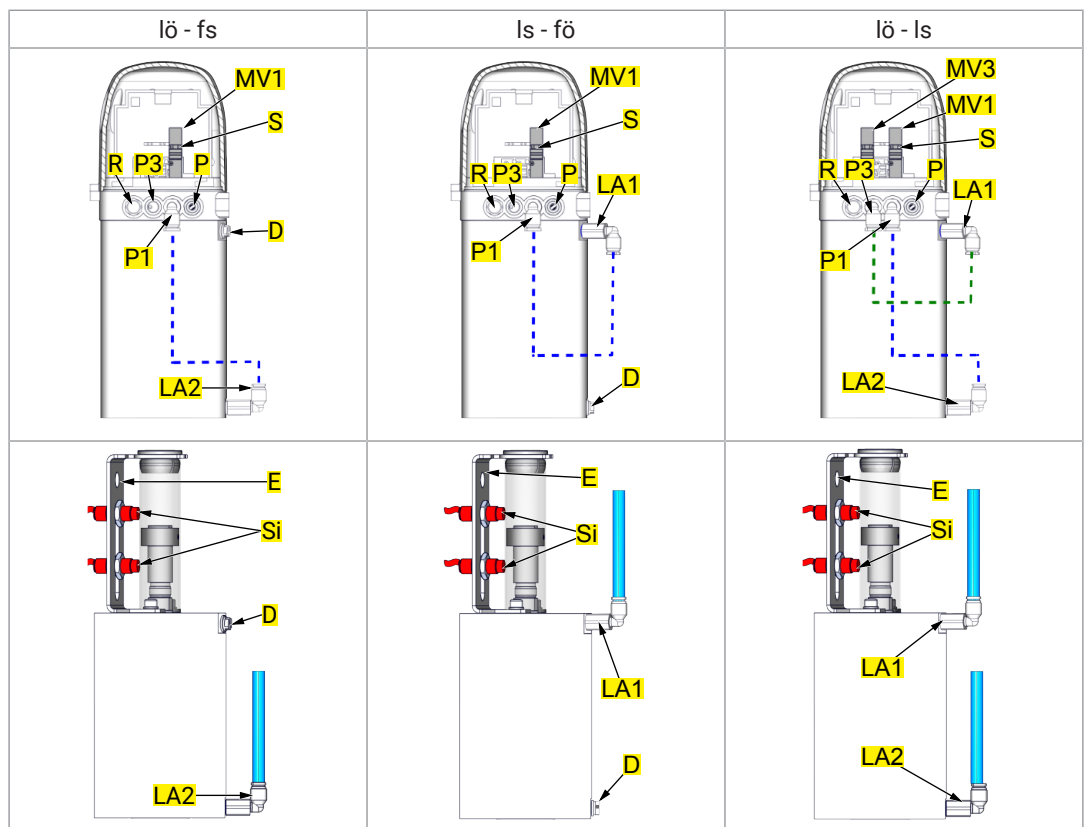 lö - fs
ls - fö
lö - ls
MV1
S
R P3 P
D
P1
LA2
MV1
S
R P3 P
LA1
P1
D
MV3
MV1
S
R P3 P
LA1
P1
LA2
E
Si
D
LA2
E
Si
LA1
D
E
Si
LA1
LA2